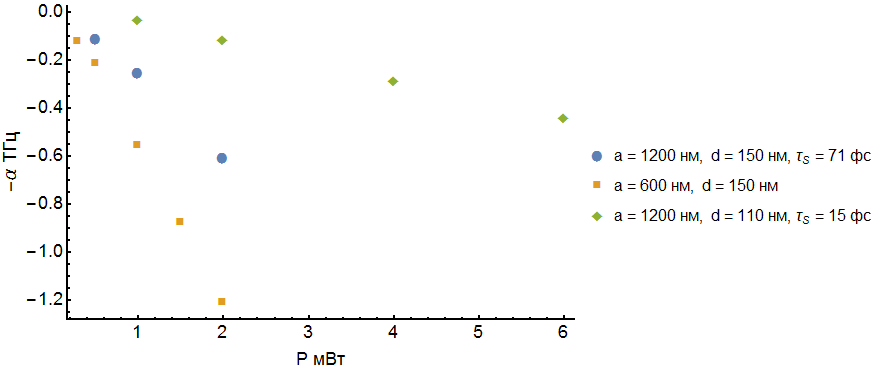 0.0
−0.2
−0.4
−0.6
−0.8
−1.0
−1.2
−α ТГц
1 2 3 4 5 6
P мВт
a = 1200 нм, d = 150 нм, τS = 71 фс
a = 600 нм, d = 150 нм
a = 1200 нм, d = 110 нм, τS = 15 фс